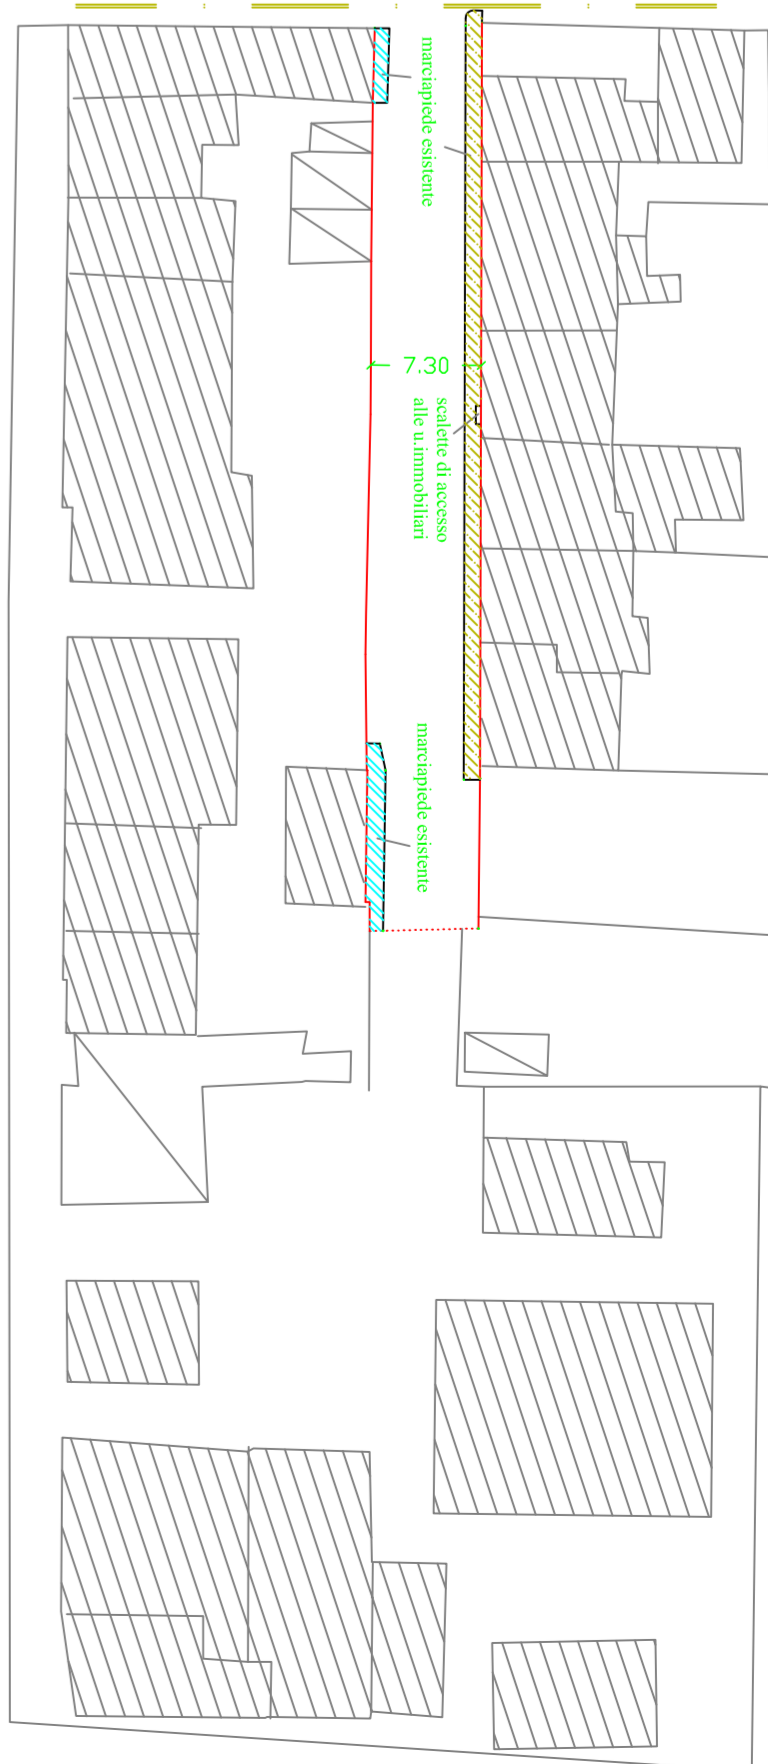 marciapiede esistente
7.30
scalette di accesso
alle u.immobiliari
marciapiede esistente